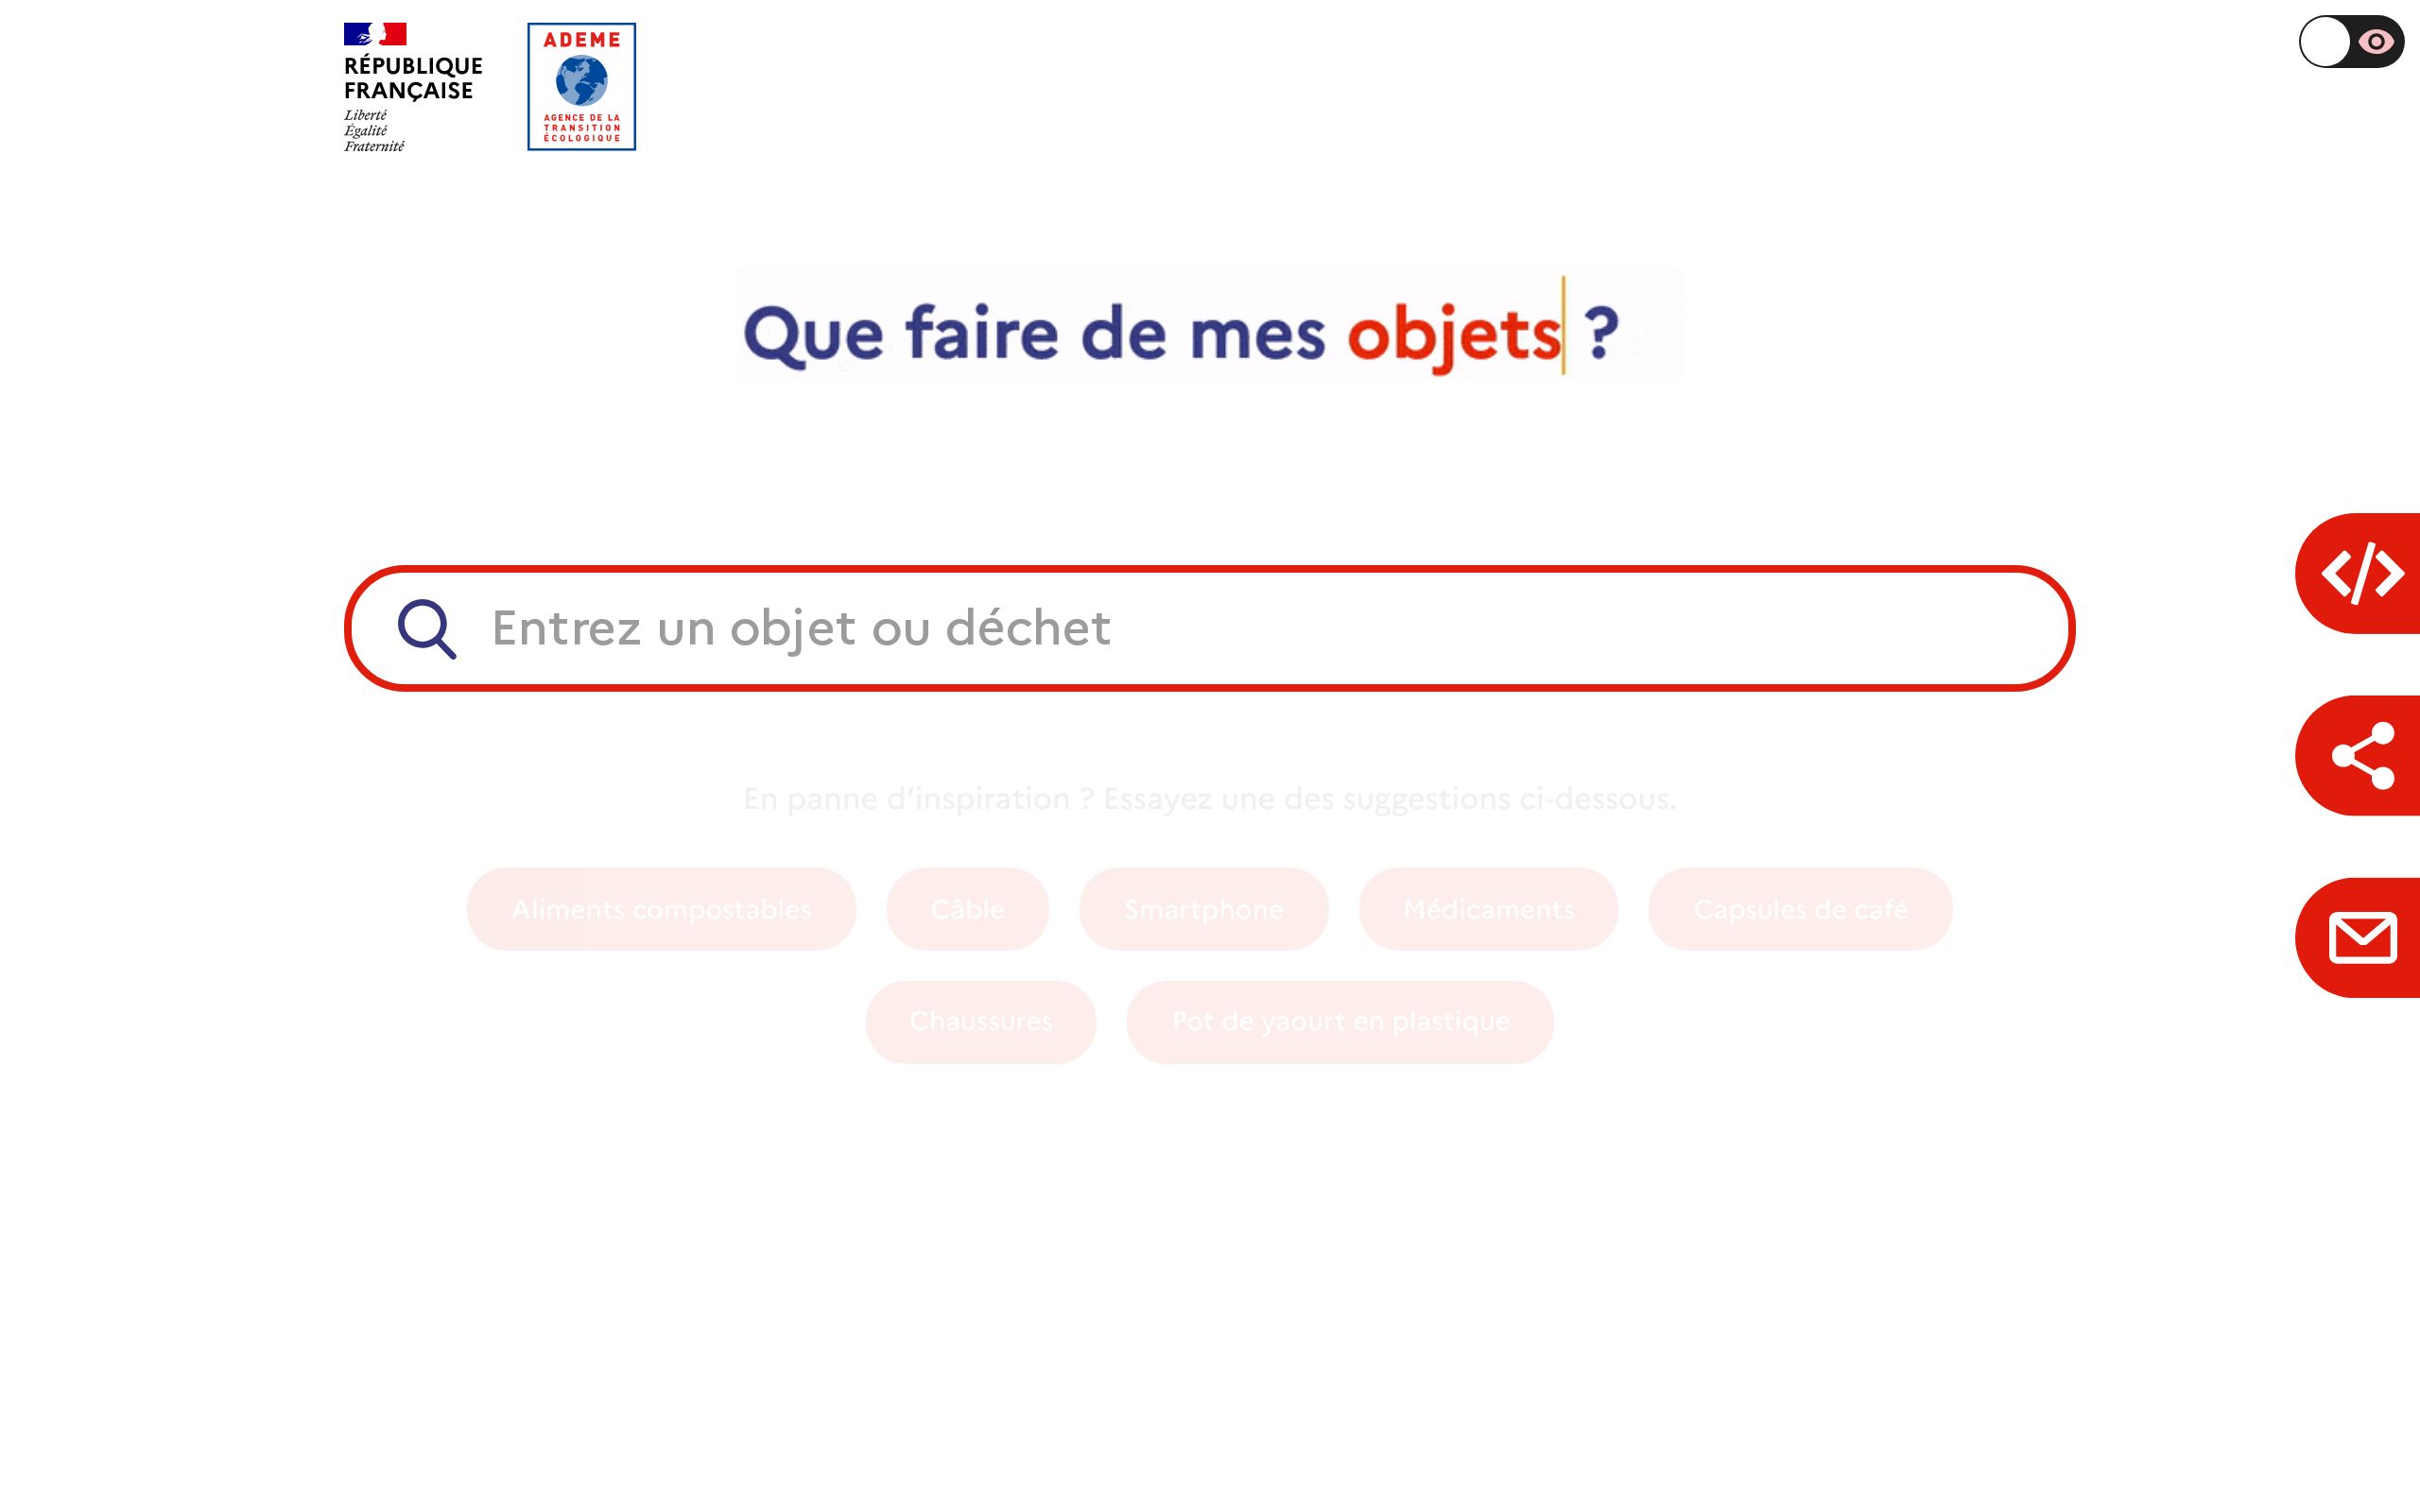 RÉPUBLIQUE
FRANÇAISE
Liberté
Égalité
Fraternité
ADEME
AGENCE DE LA
TRANSITION
ÉCOLOGIQUE
Que faire de mes objets ?
Entrez un objet ou déchet
En panne d’inspiration ? Essayez une des suggestions ci-dessous.
Aliments compostables
Câble
Smartphone
Médicaments
Capsules de café
Chaussures
Pot de yaourt en plastique